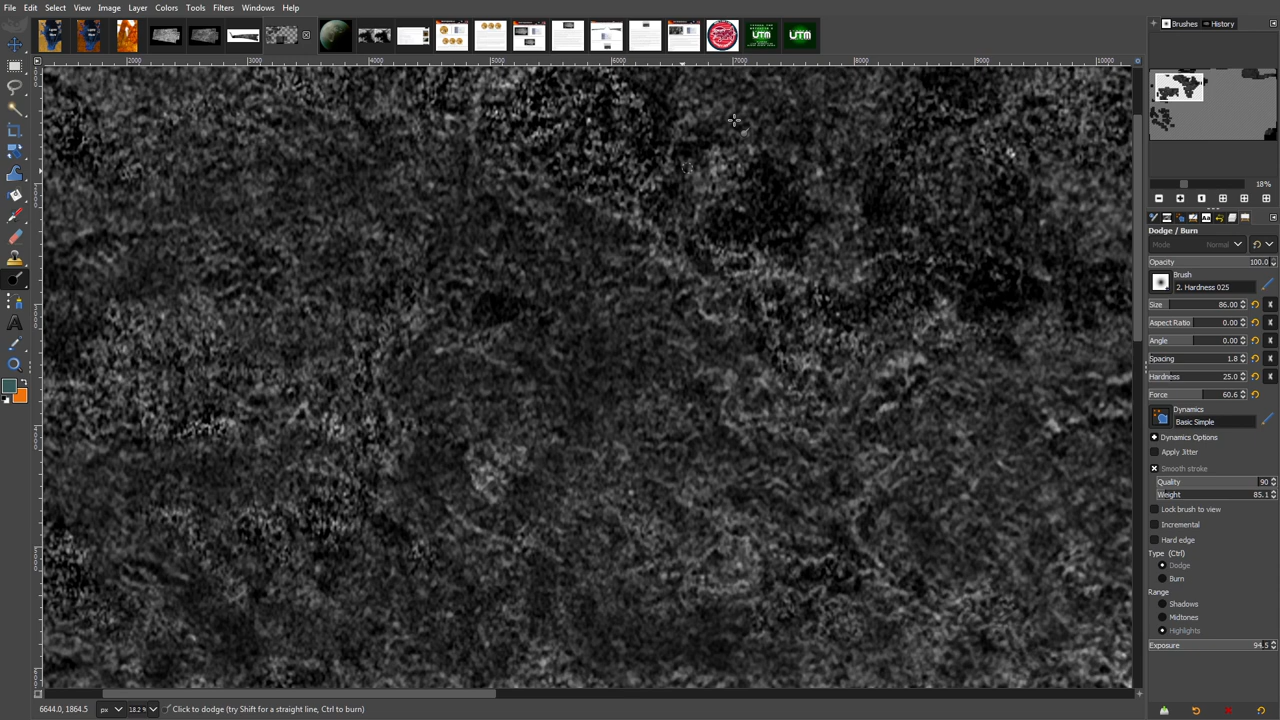 File Edit Select View Image Layer Colors Tools Filters Windows Help
Brushes History
2000 3000 4000 5000 6000 7000 8000 9000 10000
18%
Dodge / Burn
Mode Normal
Opacity 100.0
Brush
2. Hardness 025
Size 86.00
Aspect Ratio 0.00
Angle 0.00
Spacing 1.8
Hardness 25.0
Force 60.6
Dynamics
Basic Simple
Dynamics Options
Apply Jitter
Smooth stroke
Quality 90
Weight 85.1
Lock brush to view
Incremental
Hard edge
Type (Ctrl)
Dodge
Burn
Range
Shadows
Midtones
Highlights
Exposure 94.5
UTM UTM
6644.0, 1864.5 px 18.2 % Click to dodge (try Shift for a straight line, Ctrl to burn)